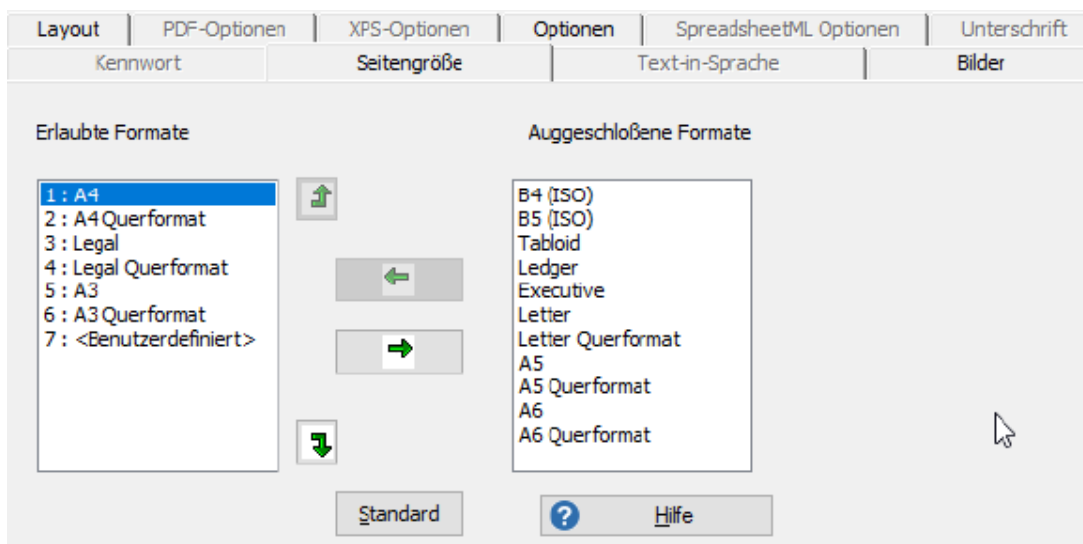 Layout PDF-Optionen XPS-Optionen Optionen SpreadsheetML Optionen Unterschrift
Kennwort Seitengröße Text-in-Sprache Bilder
Erlaubte Formate Auggeschloßene Formate
1 : A4
2 : A4 Querformat
3 : Legal
4 : Legal Querformat
5 : A3
6 : A3 Querformat
7 : <Benutzerdefiniert>
B4 (ISO)
B5 (ISO)
Tabloid
Ledger
Executive
Letter
Letter Querformat
A5
A5 Querformat
A6
A6 Querformat
Standard ? Hilfe